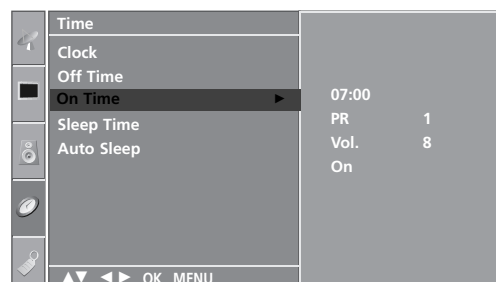 Time
Clock
Off Time
On Time ►
Sleep Time
Auto Sleep
07:00
PR 1
Vol. 8
On
▲▼ ◄► OK MENU